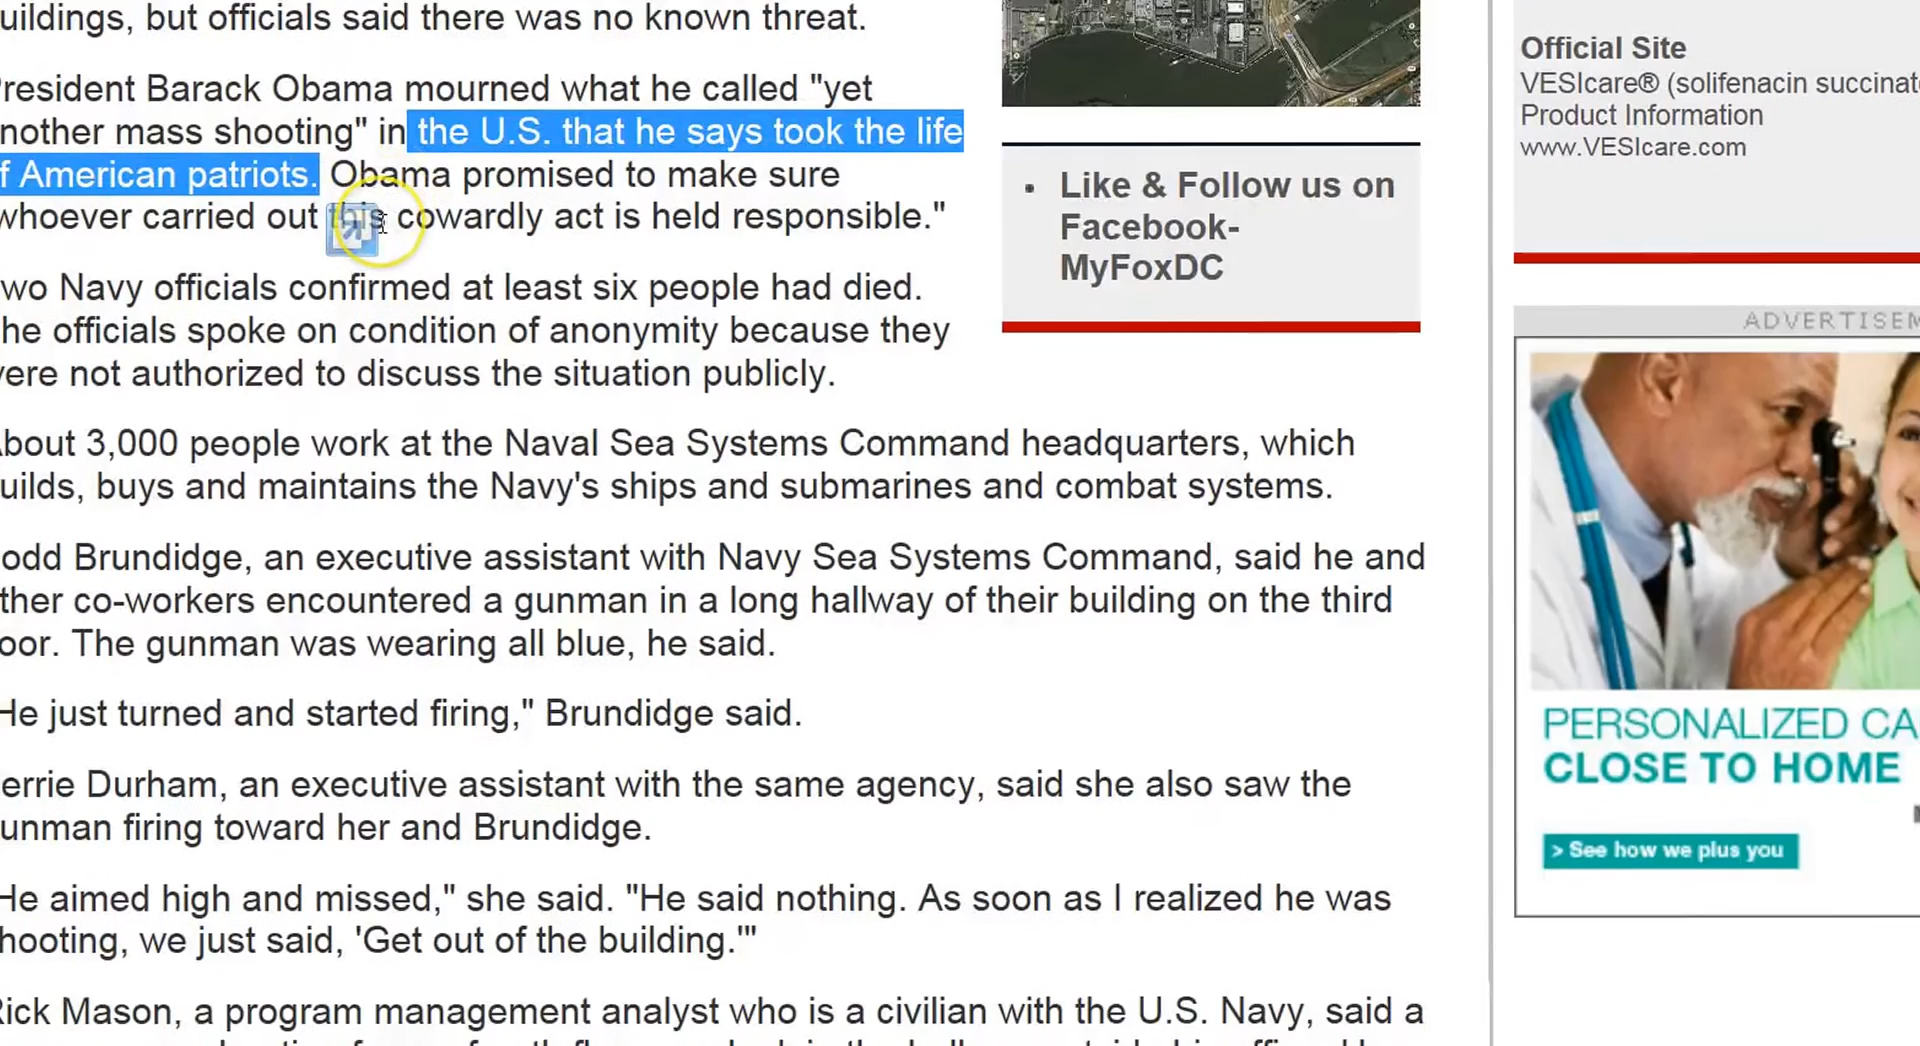 uildings, but officials said there was no known threat.
resident Barack Obama mourned what he called "yet
nother mass shooting" in the U.S. that he says took the life
f American patriots. Obama promised to make sure
whoever carried out this cowardly act is held responsible."
wo Navy officials confirmed at least six people had died.
he officials spoke on condition of anonymity because they
ere not authorized to discuss the situation publicly.
bout 3,000 people work at the Naval Sea Systems Command headquarters, which
uilds, buys and maintains the Navy's ships and submarines and combat systems.
odd Brundidge, an executive assistant with Navy Sea Systems Command, said he and
ther co-workers encountered a gunman in a long hallway of their building on the third
oor. The gunman was wearing all blue, he said.
He just turned and started firing," Brundidge said.
errie Durham, an executive assistant with the same agency, said she also saw the
unman firing toward her and Brundidge.
He aimed high and missed," she said. "He said nothing. As soon as I realized he was
hooting, we just said, 'Get out of the building.'"
ick Mason, a program management analyst who is a civilian with the U.S. Navy, said a
• Like & Follow us on
Facebook-
MyFoxDC
Official Site
VESIcare® (solifenacin succinat
Product Information
www.VESIcare.com
ADVERTISEM
PERSONALIZED CA
CLOSE TO HOME
> See how we plus you